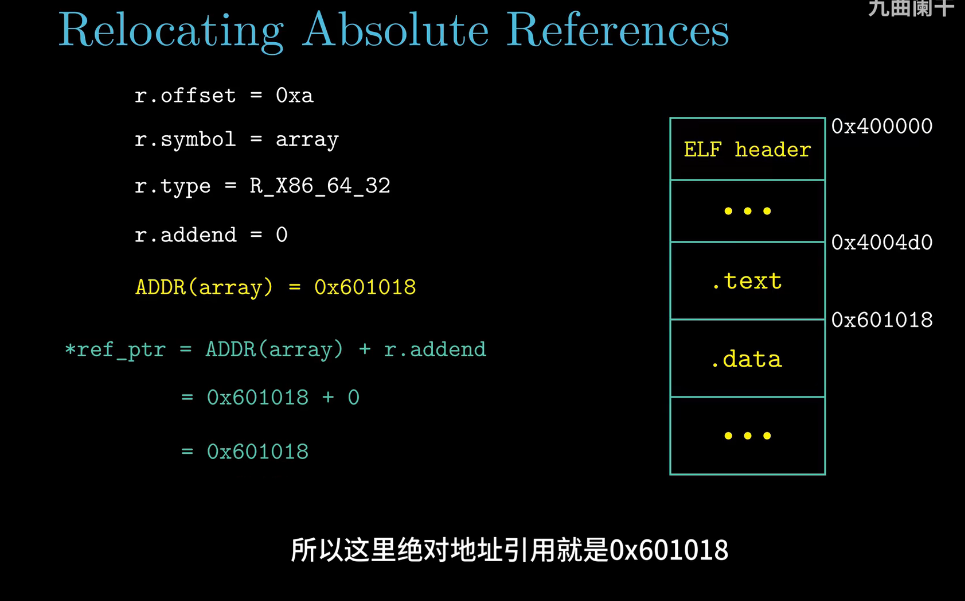 九曲阑干
Relocating Absolute References
r.offset = 0xa
r.symbol = array
r.type = R_X86_64_32
r.addend = 0
ADDR(array) = 0x601018
*ref_ptr = ADDR(array) + r.addend
= 0x601018 + 0
= 0x601018
0x400000
ELF header
•••
0x4004d0
.text
0x601018
.data
•••
所以这里绝对地址引用就是0x601018